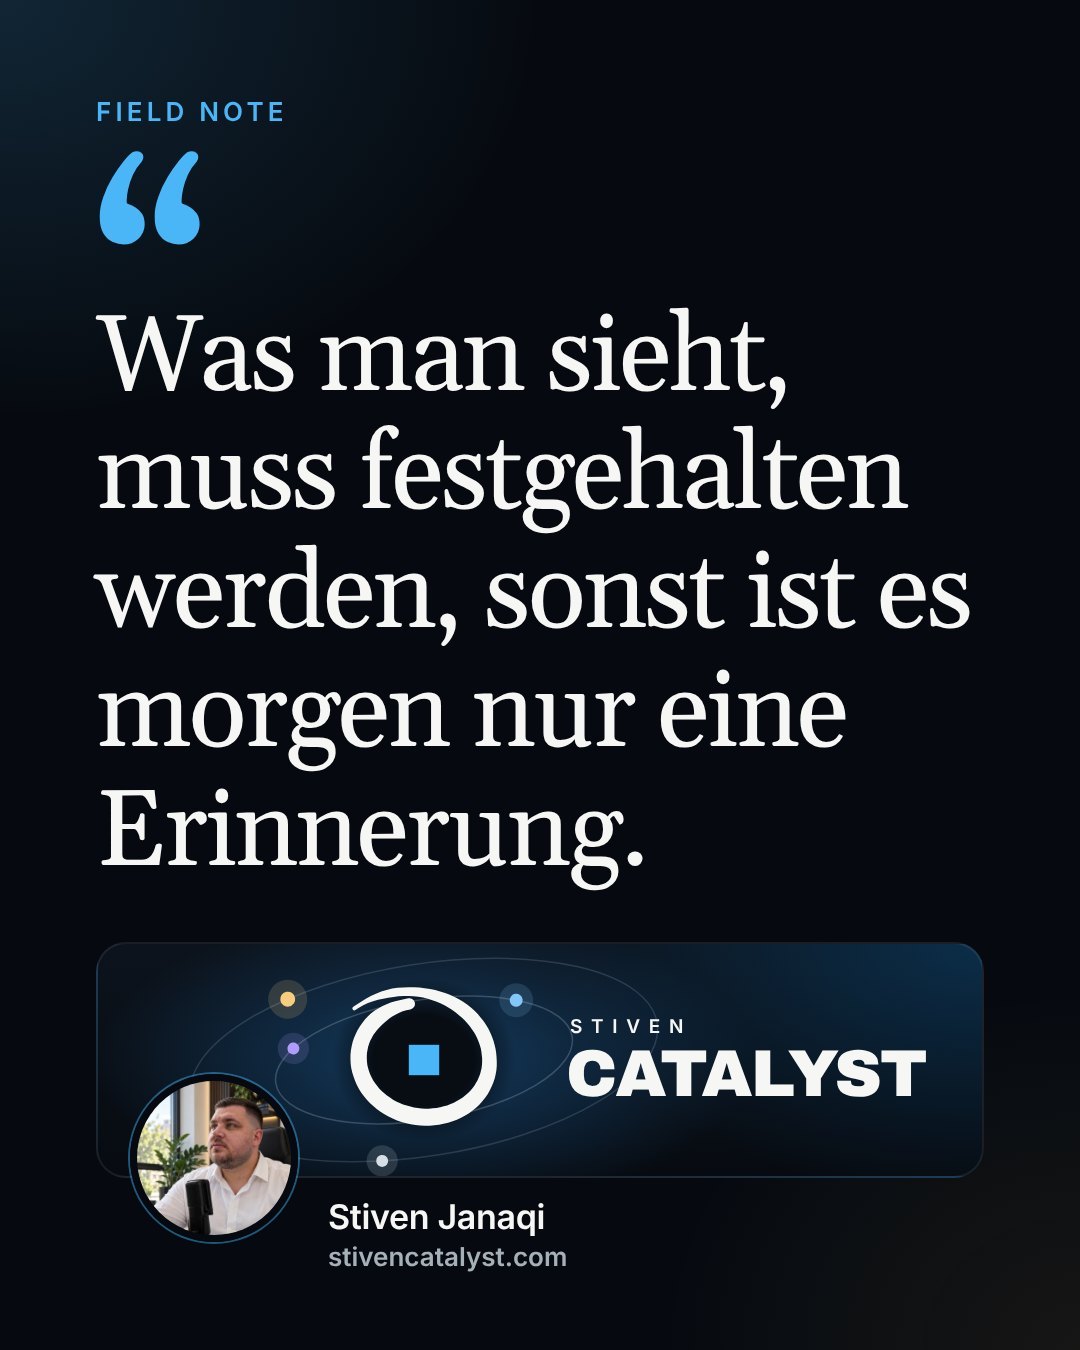 FIELD NOTE
“
Was man sieht,
muss festgehalten
werden, sonst ist es
morgen nur eine
Erinnerung.
STIVEN
CATALYST
Stiven Janaqi
stivencatalyst.com